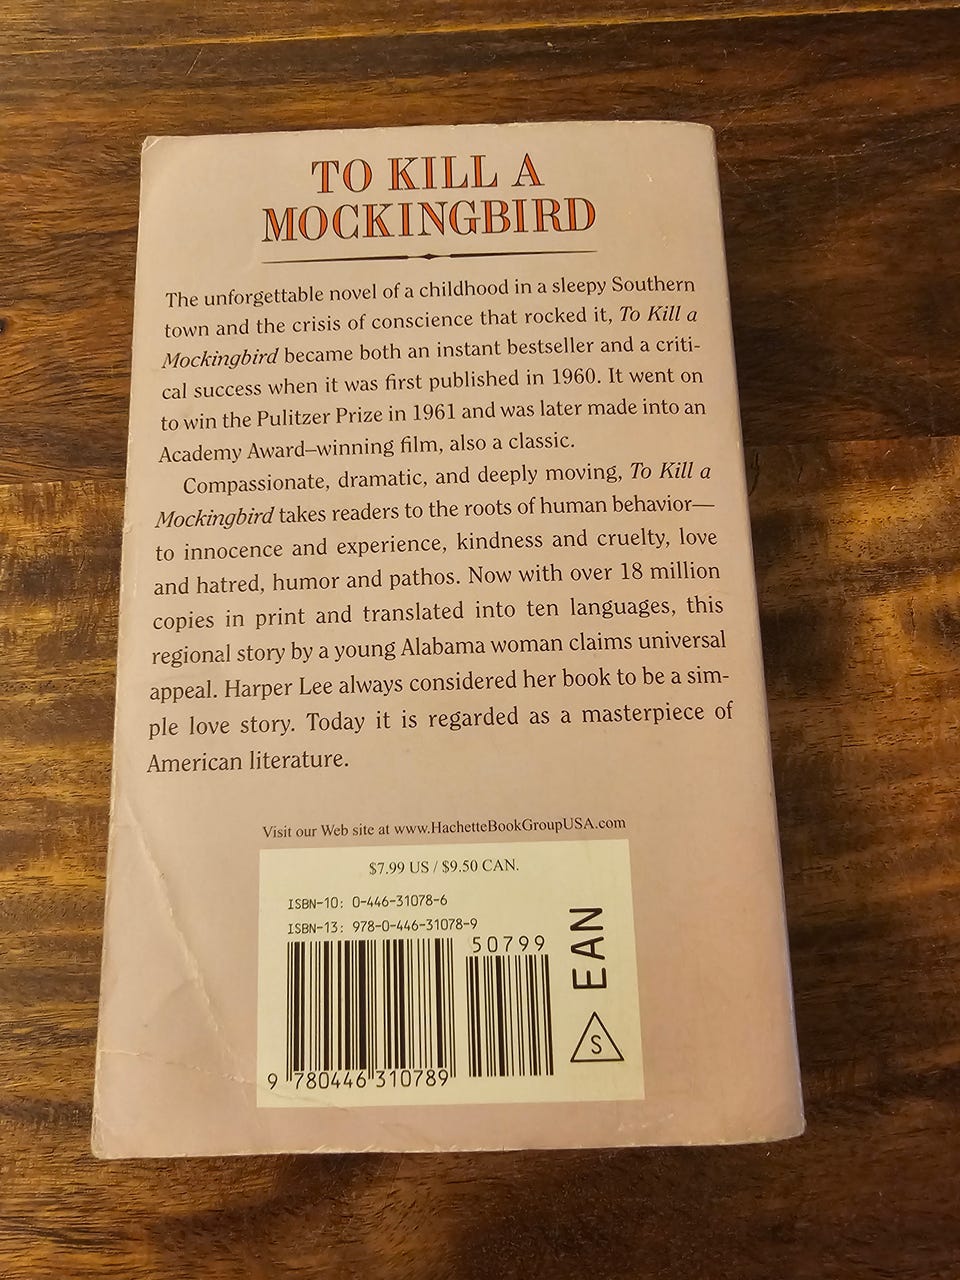 TO KILL A
MOCKINGBIRD
The unforgettable novel of a childhood in a sleepy Southern
town and the crisis of conscience that rocked it, To Kill a
Mockingbird became both an instant bestseller and a criti-
cal success when it was first published in 1960. It went on
to win the Pulitzer Prize in 1961 and was later made into an
Academy Award–winning film, also a classic.
Compassionate, dramatic, and deeply moving, To Kill a
Mockingbird takes readers to the roots of human behavior—
to innocence and experience, kindness and cruelty, love
and hatred, humor and pathos. Now with over 18 million
copies in print and translated into ten languages, this
regional story by a young Alabama woman claims universal
appeal. Harper Lee always considered her book to be a sim-
ple love story. Today it is regarded as a masterpiece of
American literature.
Visit our Web site at www.HachetteBookGroupUSA.com
$7.99 US / $9.50 CAN.
ISBN-10: 0-446-31078-6
ISBN-13: 978-0-446-31078-9
50799
9 780446 310789
EAN
S